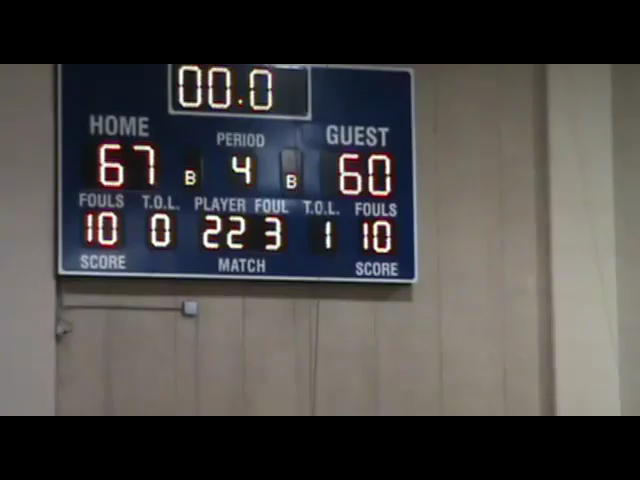 00.0
HOME PERIOD GUEST
67 B 4 B 60
FOULS T.O.L. PLAYER FOUL T.O.L. FOULS
10 0 22 3 1 10
SCORE MATCH SCORE